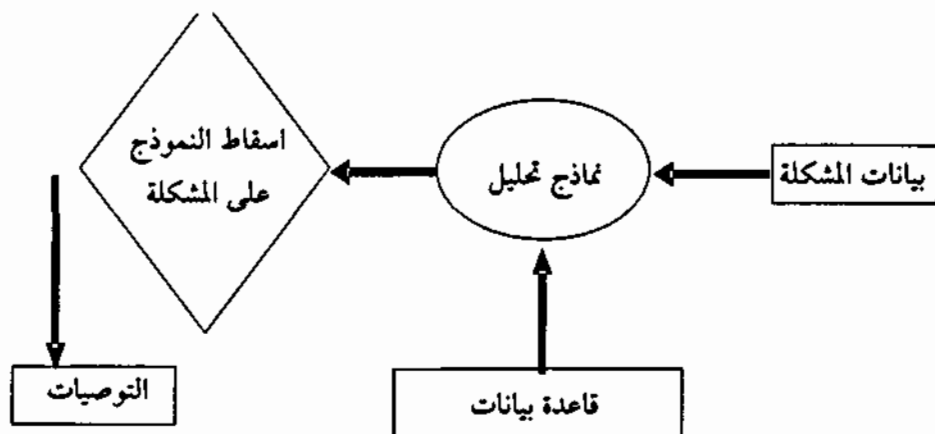 بيانات المشكلة
نماذج تحليل
اسقاط النموذج
على المشكلة
قاعدة بيانات
التوصيات